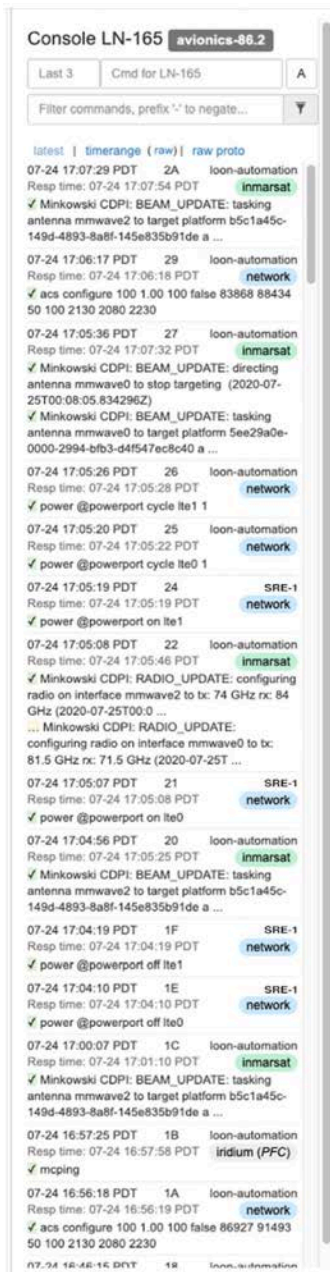 Console LN-165 avionics-86.2
Last 3 Cmd for LN-165 A
Filter commands, prefix '-' to negate...
latest | timerange (raw) | raw proto
07-24 17:07:29 PDT 2A loon-automation
Resp time: 07-24 17:07:54 PDT inmarsat
✓ Minkowski CDPI: BEAM_UPDATE: tasking
antenna mmwave2 to target platform b5c1a45c-
149d-4893-8a8f-145e835b91de a ...
07-24 17:06:17 PDT 29 loon-automation
Resp time: 07-24 17:06:18 PDT network
✓ acs configure 100 1.00 100 false 83868 88434
50 100 2130 2080 2230
07-24 17:05:36 PDT 27 loon-automation
Resp time: 07-24 17:07:32 PDT inmarsat
✓ Minkowski CDPI: BEAM_UPDATE: directing
antenna mmwave0 to stop targeting (2020-07-
25T00:08:05.834296Z)
✓ Minkowski CDPI: BEAM_UPDATE: tasking
antenna mmwave0 to target platform 5ee29a0e-
0000-2994-bfb3-d4f547ec8c40 a ...
07-24 17:05:26 PDT 26 loon-automation
Resp time: 07-24 17:05:28 PDT network
✓ power @powerport cycle lte1 1
07-24 17:05:20 PDT 25 loon-automation
Resp time: 07-24 17:05:22 PDT network
✓ power @powerport cycle lte0 1
07-24 17:05:19 PDT 24 SRE-1
Resp time: 07-24 17:05:19 PDT network
✓ power @powerport on lte1
07-24 17:05:08 PDT 22 loon-automation
Resp time: 07-24 17:05:46 PDT inmarsat
✓ Minkowski CDPI: RADIO_UPDATE: configuring
radio on interface mmwave2 to tx: 74 GHz rx: 84
GHz (2020-07-25T00:0 ...
... Minkowski CDPI: RADIO_UPDATE:
configuring radio on interface mmwave0 to tx:
81.5 GHz rx: 71.5 GHz (2020-07-25T ...
07-24 17:05:07 PDT 21 SRE-1
Resp time: 07-24 17:05:08 PDT network
✓ power @powerport on lte0
07-24 17:04:56 PDT 20 loon-automation
Resp time: 07-24 17:05:25 PDT inmarsat
✓ Minkowski CDPI: BEAM_UPDATE: tasking
antenna mmwave2 to target platform b5c1a45c-
149d-4893-8a8f-145e835b91de a ...
07-24 17:04:19 PDT 1F SRE-1
Resp time: 07-24 17:04:19 PDT network
✓ power @powerport off lte1
07-24 17:04:10 PDT 1E SRE-1
Resp time: 07-24 17:04:10 PDT network
✓ power @powerport off lte0
07-24 17:00:07 PDT 1C loon-automation
Resp time: 07-24 17:01:10 PDT inmarsat
✓ Minkowski CDPI: BEAM_UPDATE: tasking
antenna mmwave2 to target platform b5c1a45c-
149d-4893-8a8f-145e835b91de a ...
07-24 16:57:25 PDT 1B loon-automation
Resp time: 07-24 16:57:58 PDT iridium (PFC)
✓ mcping
07-24 16:56:18 PDT 1A loon-automation
Resp time: 07-24 16:56:19 PDT network
✓ acs configure 100 1.00 100 false 86927 91493
50 100 2130 2080 2230
07-24 16:46:15 PDT 18 loon-automation